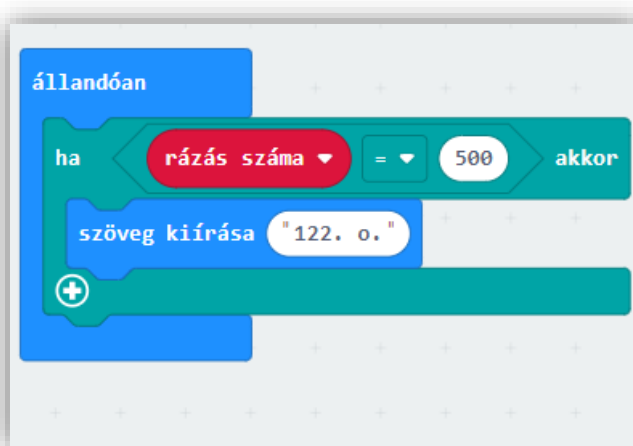 állandóan
ha rázás száma = 500 akkor
szöveg kiírása "122. o."